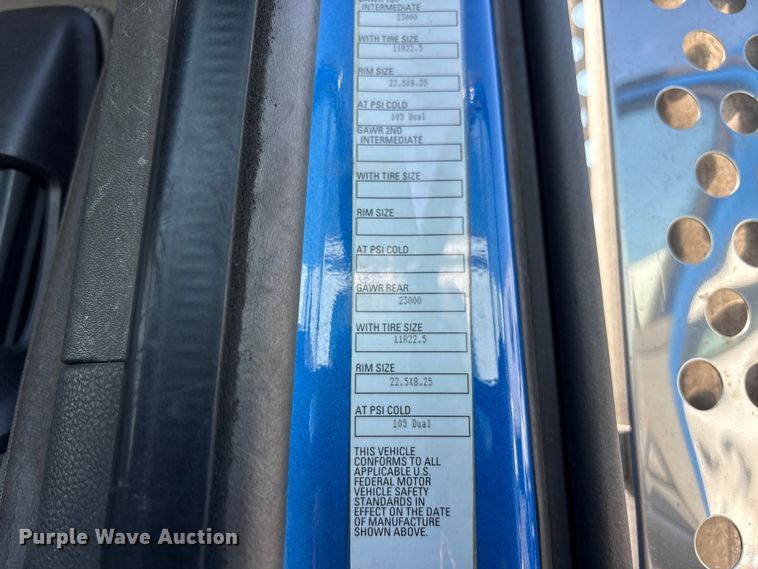 GAWR 1ST
INTERMEDIATE
23000
WITH TIRE SIZE
11R22.5
RIM SIZE
22.5X8.25
AT PSI COLD
105 Dual
GAWR 2ND
INTERMEDIATE
WITH TIRE SIZE
RIM SIZE
AT PSI COLD
GAWR REAR
23000
WITH TIRE SIZE
11R22.5
RIM SIZE
22.5X8.25
AT PSI COLD
105 Dual
THIS VEHICLE
CONFORMS TO ALL
APPLICABLE U.S.
FEDERAL MOTOR
VEHICLE SAFETY
STANDARDS IN
EFFECT ON THE DATE
OF MANUFACTURE
SHOWN ABOVE.
Purple Wave Auction